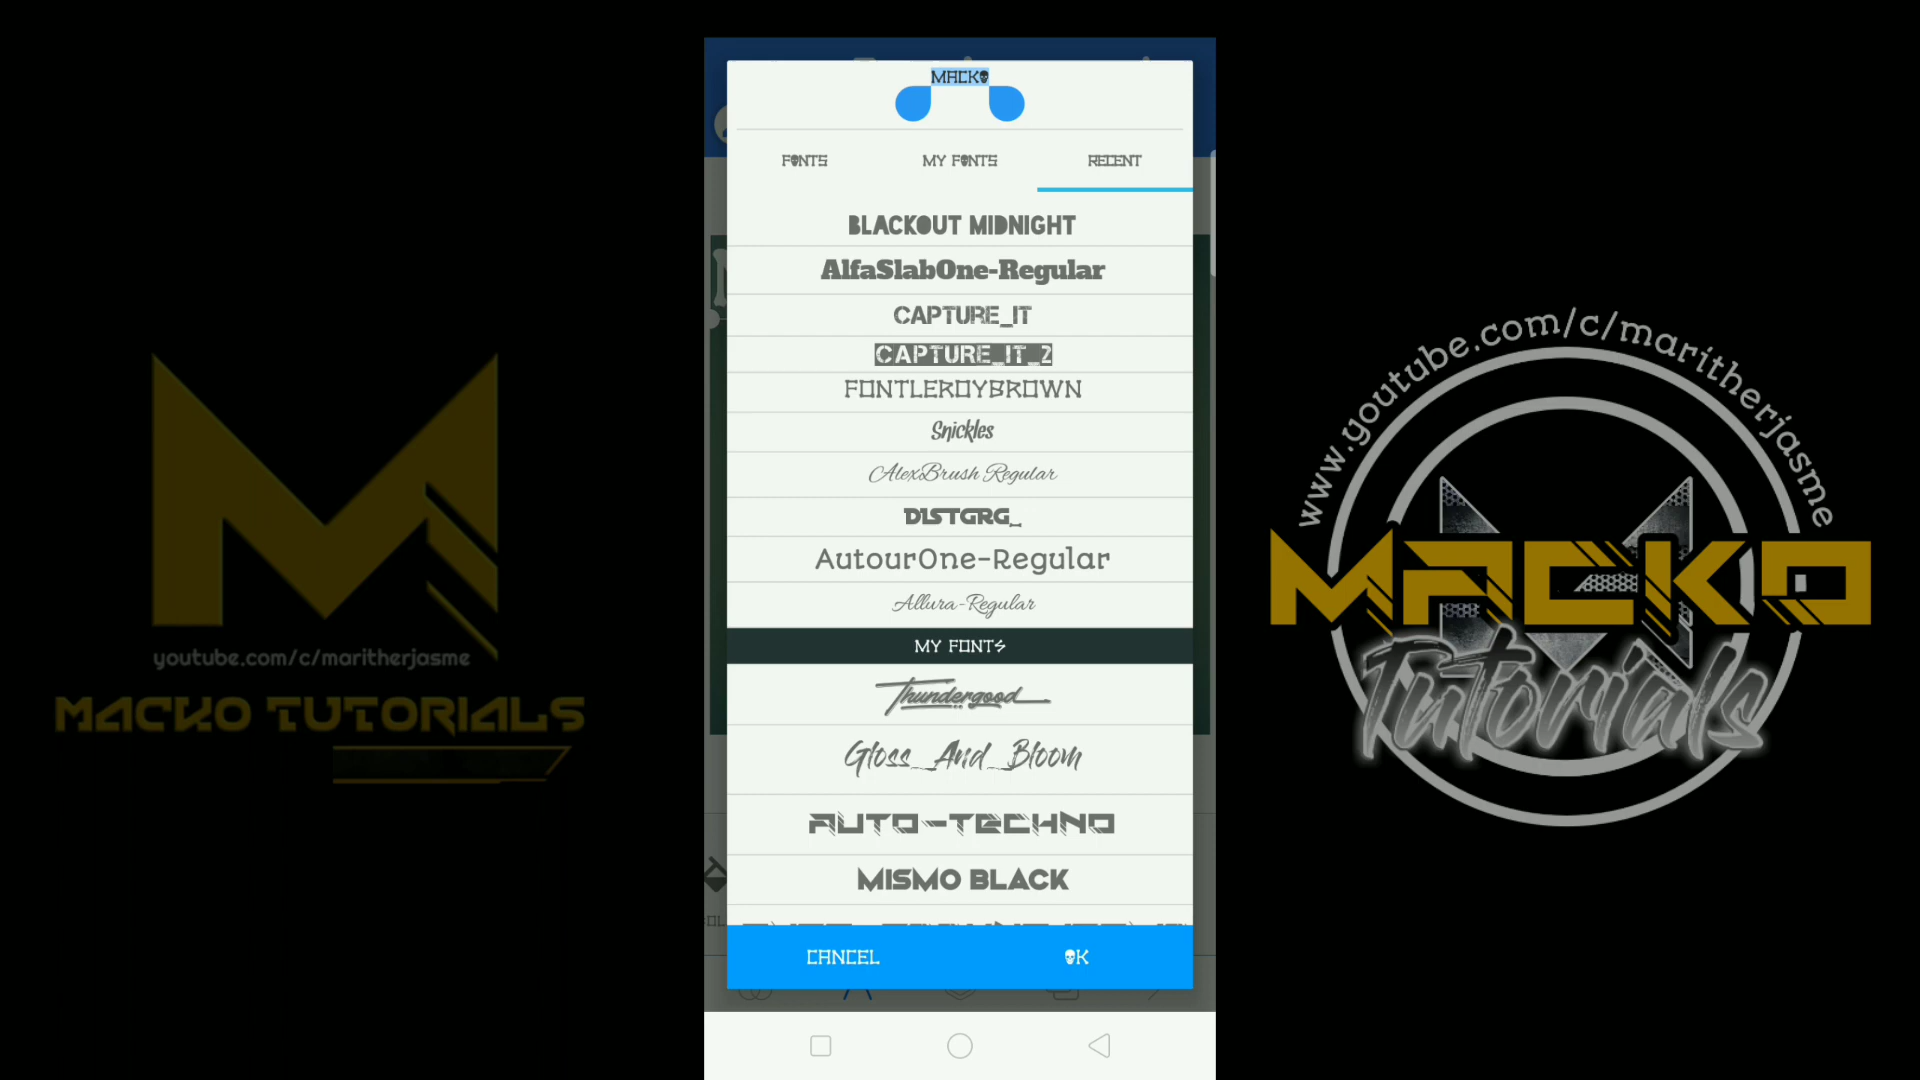 MACKO
FONTS
MY FONTS
RECENT
BLACKOUT MIDNIGHT
AlfaSlabOne-Regular
CAPTURE_IT
CAPTURE_IT_2
FONTLEROYBROWN
Snickles
AlexBrush Regular
DISTGRG_
AutourOne-Regular
Allura-Regular
MY FONTS
Thundergood
Gloss_And_Bloom
AUTO-TECHNO
MISMO BLACK
CANCEL
OK
youtube.com/c/maritherjasme
MACKO TUTORIALS
www.youtube.com/c/maritherjasme
MACKO
Tutorials